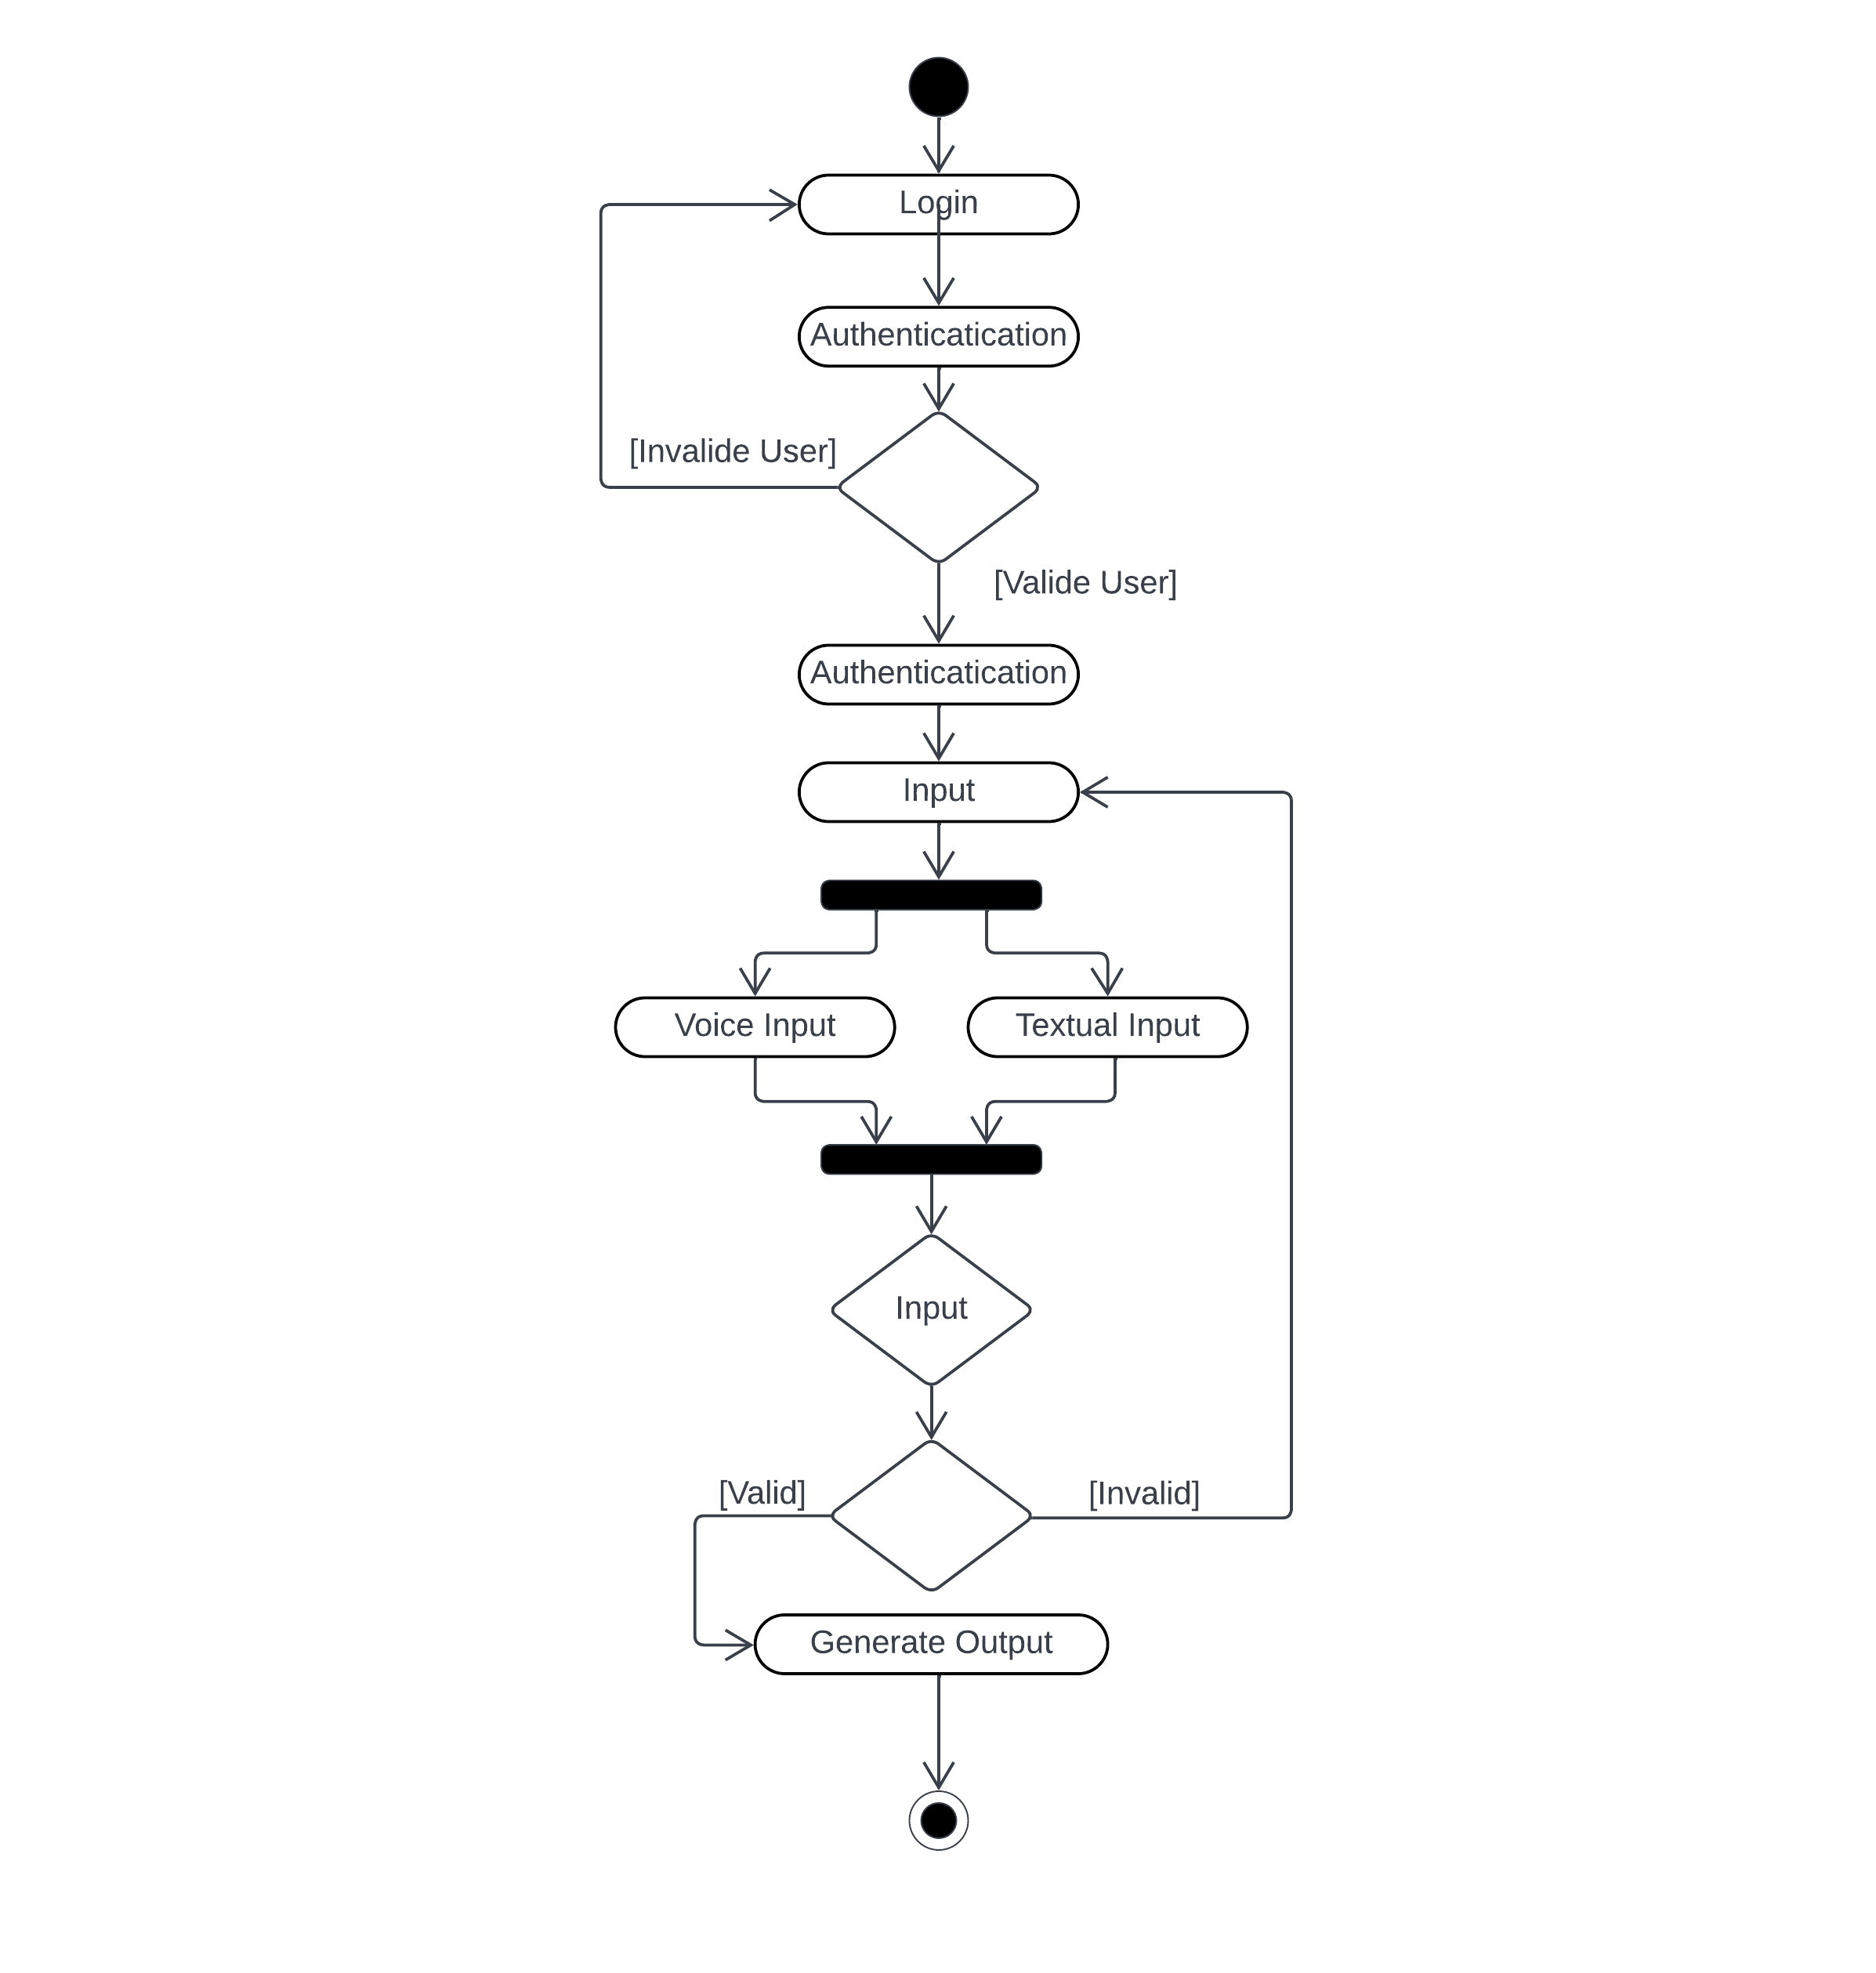 Login
Authenticatication
[Invalide User]
[Valide User]
Authenticatication
Input
Voice Input
Textual Input
Input
[Valid]
[Invalid]
Generate Output